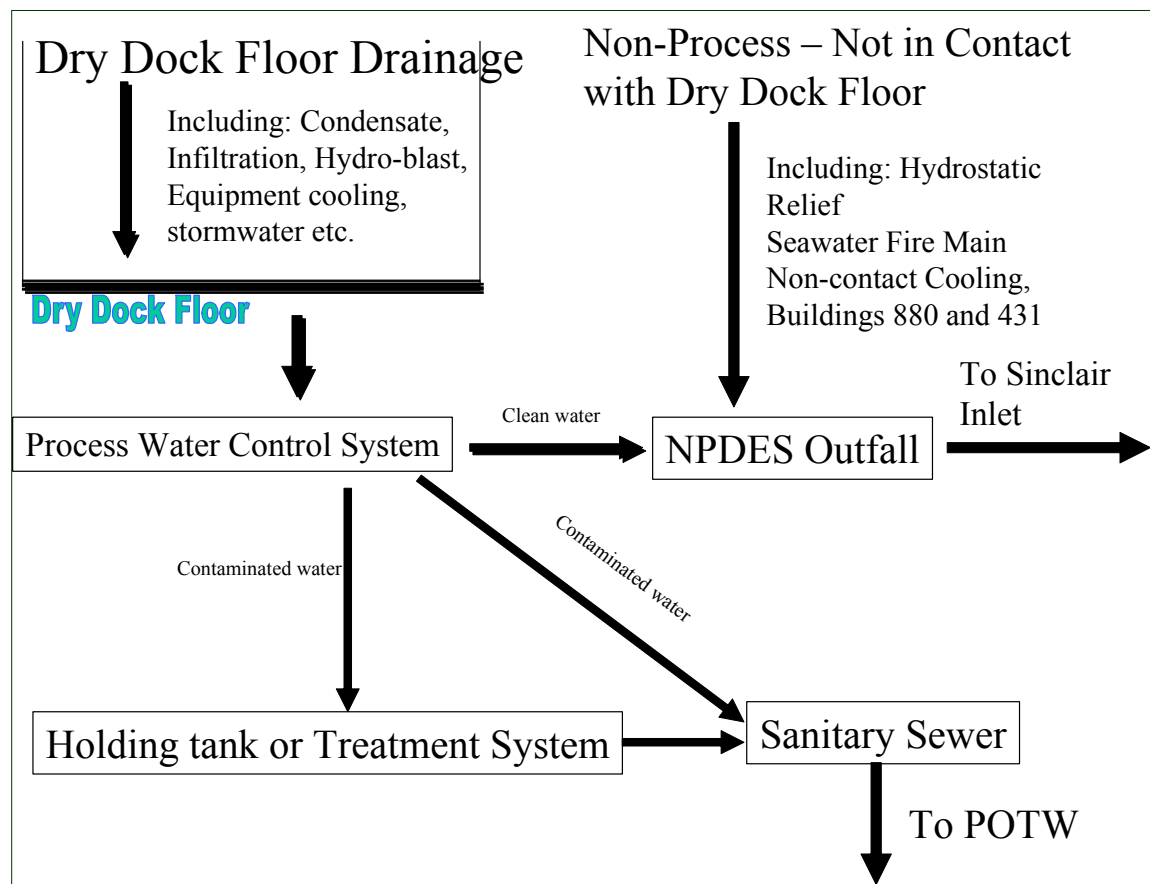 Dry Dock Floor Drainage
Including: Condensate,
Infiltration, Hydro-blast,
Equipment cooling,
stormwater etc.
Dry Dock Floor
Non-Process – Not in Contact
with Dry Dock Floor
Including: Hydrostatic
Relief
Seawater Fire Main
Non-contact Cooling,
Buildings 880 and 431
Process Water Control System
Clean water
NPDES Outfall
To Sinclair
Inlet
Contaminated water
Contaminated water
Holding tank or Treatment System
Sanitary Sewer
To POTW